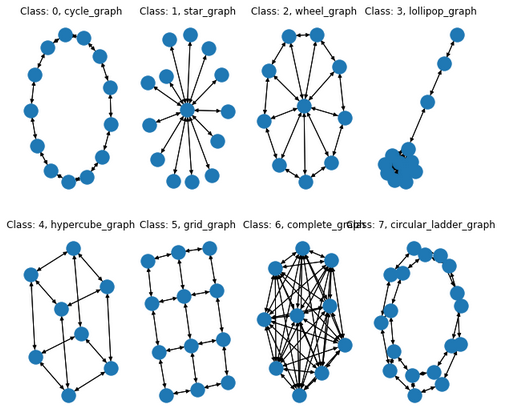 Class: 0, cycle_graph
Class: 1, star_graph
Class: 2, wheel_graph
Class: 3, lollipop_graph
Class: 4, hypercube_graph
Class: 5, grid_graph
Class: 6, complete_graph
Class: 7, circular_ladder_graph